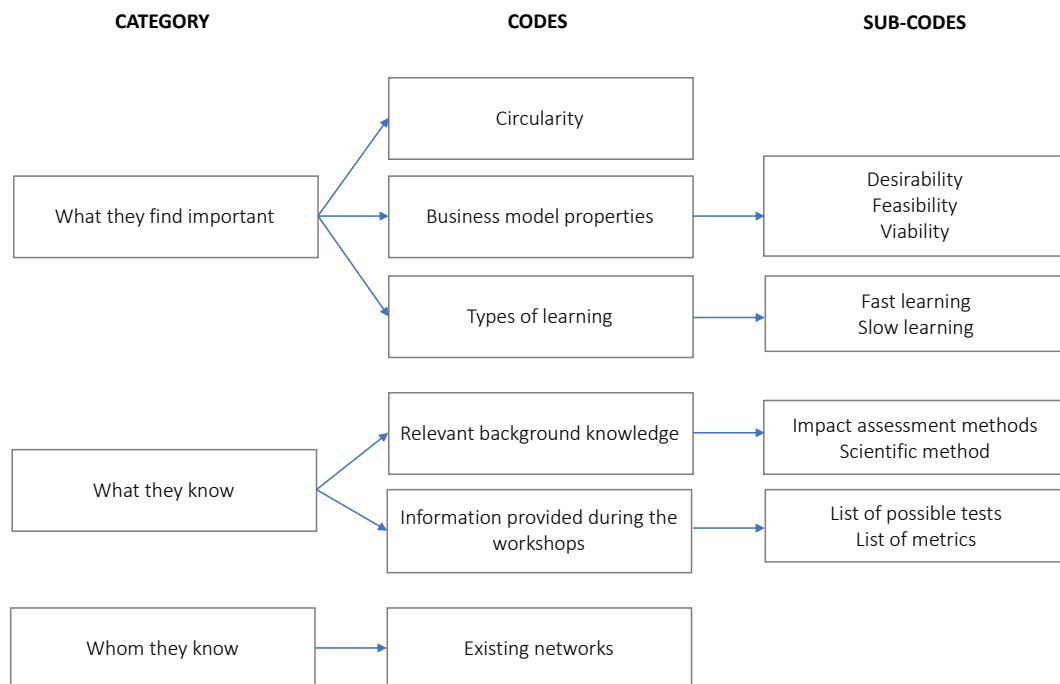 CATEGORY
CODES
SUB-CODES
Circularity
What they find important
Business model properties
Desirability
Feasibility
Viability
Types of learning
Fast learning
Slow learning
What they know
Relevant background knowledge
Impact assessment methods
Scientific method
Information provided during the
workshops
List of possible tests
List of metrics
Whom they know
Existing networks